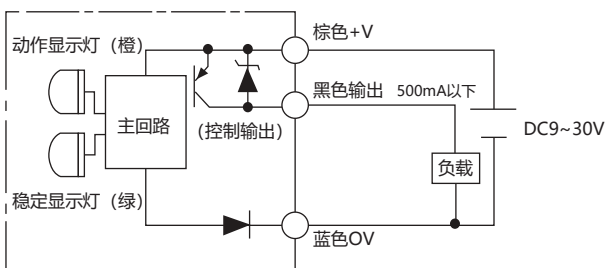 动作显示灯（橙）
棕色+V
黑色输出 500mA以下
主回路
(控制输出)
DC9~30V
负载
稳定显示灯（绿）
蓝色OV